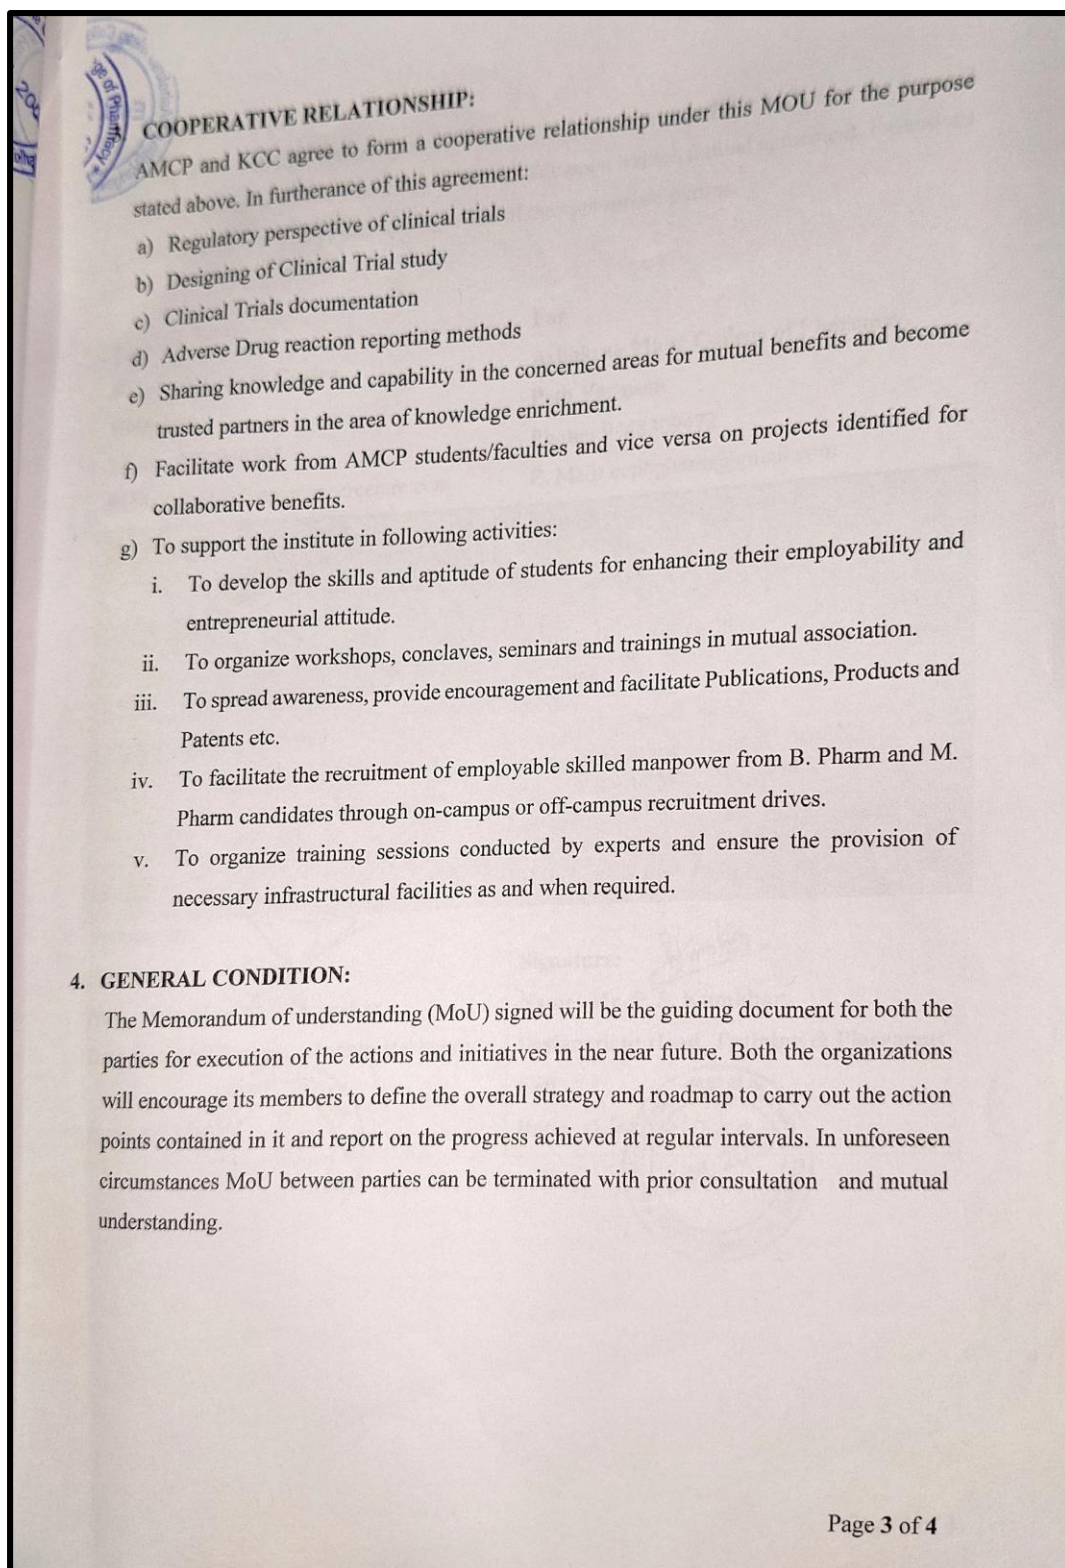 ge of Pharmacy
COOPERATIVE RELATIONSHIP:
AMCP and KCC agree to form a cooperative relationship under this MOU for the purpose
stated above. In furtherance of this agreement:
a) Regulatory perspective of clinical trials
b) Designing of Clinical Trial study
c) Clinical Trials documentation
d) Adverse Drug reaction reporting methods
e) Sharing knowledge and capability in the concerned areas for mutual benefits and become
trusted partners in the area of knowledge enrichment.
f) Facilitate work from AMCP students/faculties and vice versa on projects identified for
collaborative benefits.
g) To support the institute in following activities:
i. To develop the skills and aptitude of students for enhancing their employability and
entrepreneurial attitude.
ii. To organize workshops, conclaves, seminars and trainings in mutual association.
iii. To spread awareness, provide encouragement and facilitate Publications, Products and
Patents etc.
iv. To facilitate the recruitment of employable skilled manpower from B. Pharm and M.
Pharm candidates through on-campus or off-campus recruitment drives.
v. To organize training sessions conducted by experts and ensure the provision of
necessary infrastructural facilities as and when required.
4. GENERAL CONDITION:
The Memorandum of understanding (MoU) signed will be the guiding document for both the
parties for execution of the actions and initiatives in the near future. Both the organizations
will encourage its members to define the overall strategy and roadmap to carry out the action
points contained in it and report on the progress achieved at regular intervals. In unforeseen
circumstances MoU between parties can be terminated with prior consultation and mutual
understanding.
Page 3 of 4